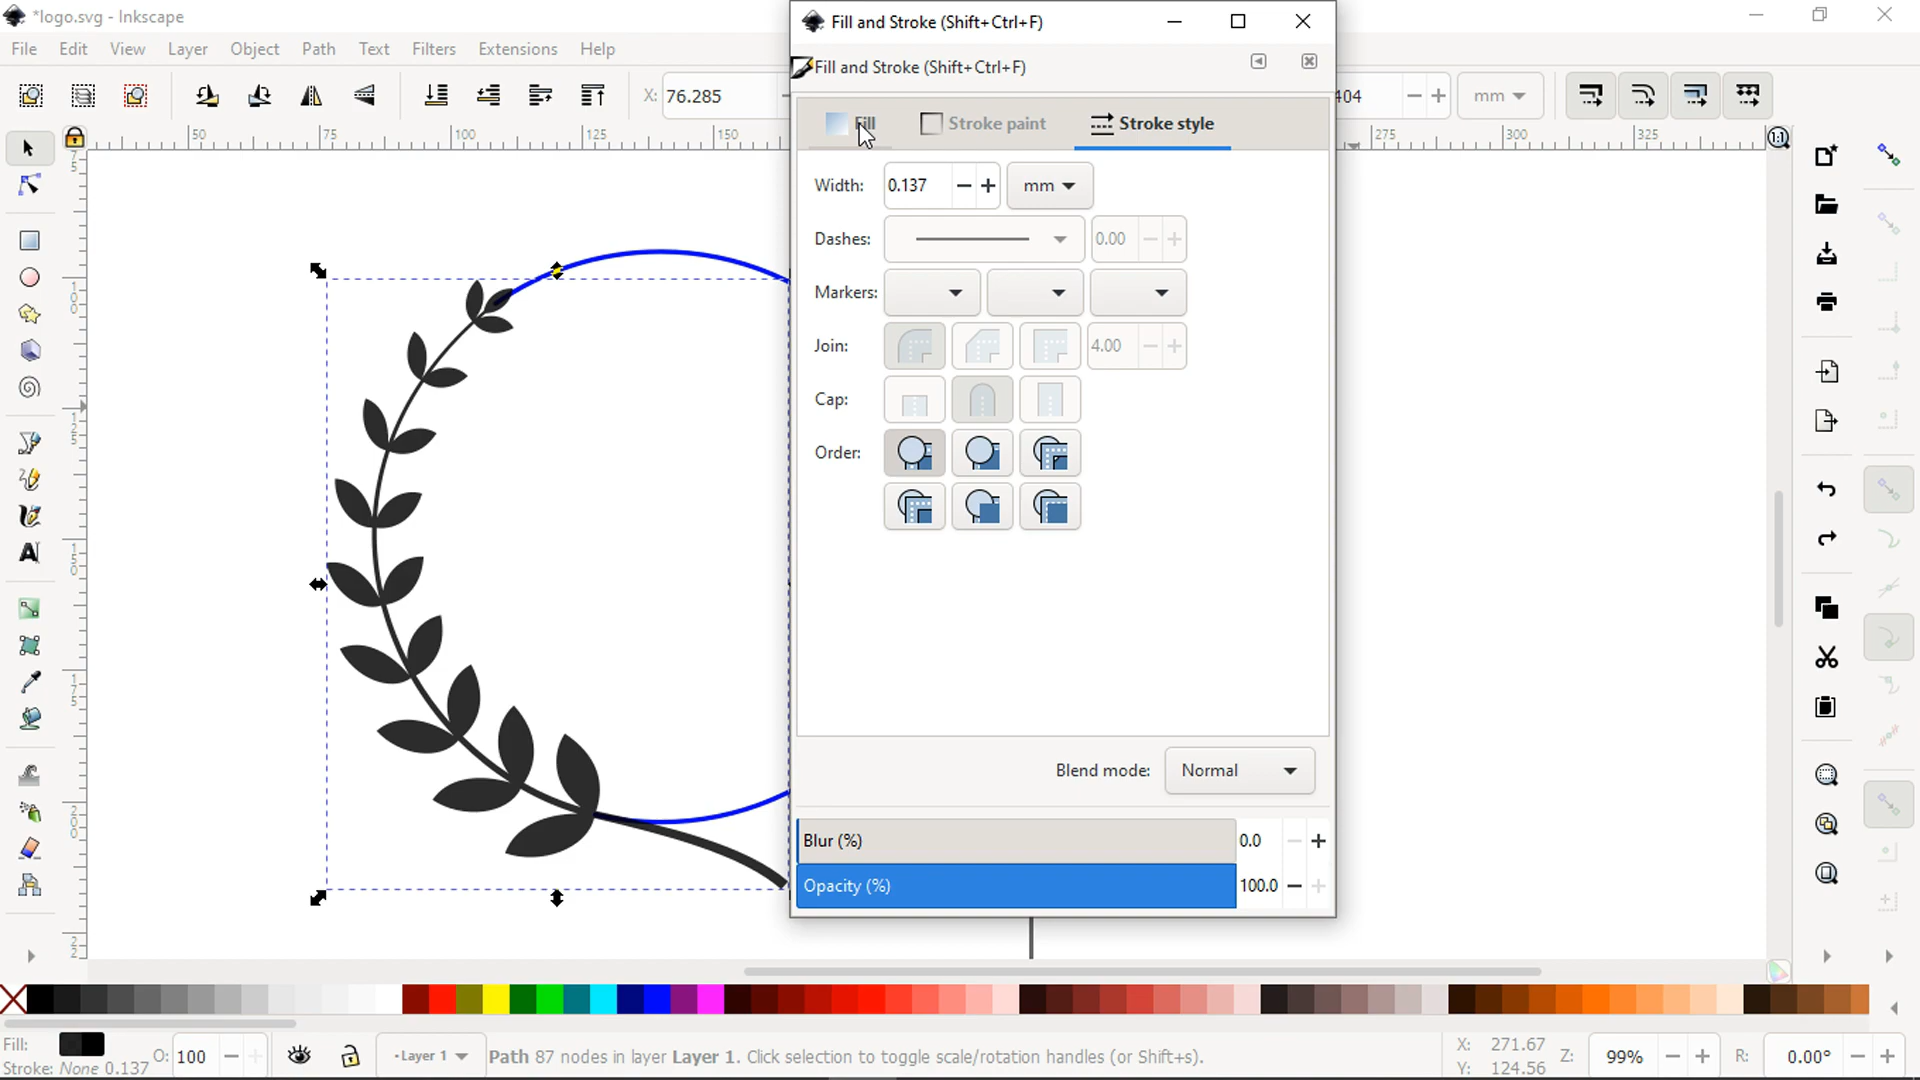 *logo.svg - Inkscape
Fill and Stroke (Shift+Ctrl+F)
File Edit View Layer Object Path Text Filters Extensions Help
Fill and Stroke (Shift+Ctrl+F)
X: 76.285
404
mm
Fill Stroke paint Stroke style
50 75 100 125 150 275 300 325
1:1
Width: 0.137 mm
Dashes: 0.00
Markers:
Join: 4.00
Cap:
Order:
Blend mode: Normal
Blur (%) 0.0
Opacity (%) 100.0
Fill:
Stroke: None 0.137
O: 100
Layer 1
Path 87 nodes in layer Layer 1. Click selection to toggle scale/rotation handles (or Shift+s).
X: 271.67
Y: 124.56
Z: 99%
R: 0.00°